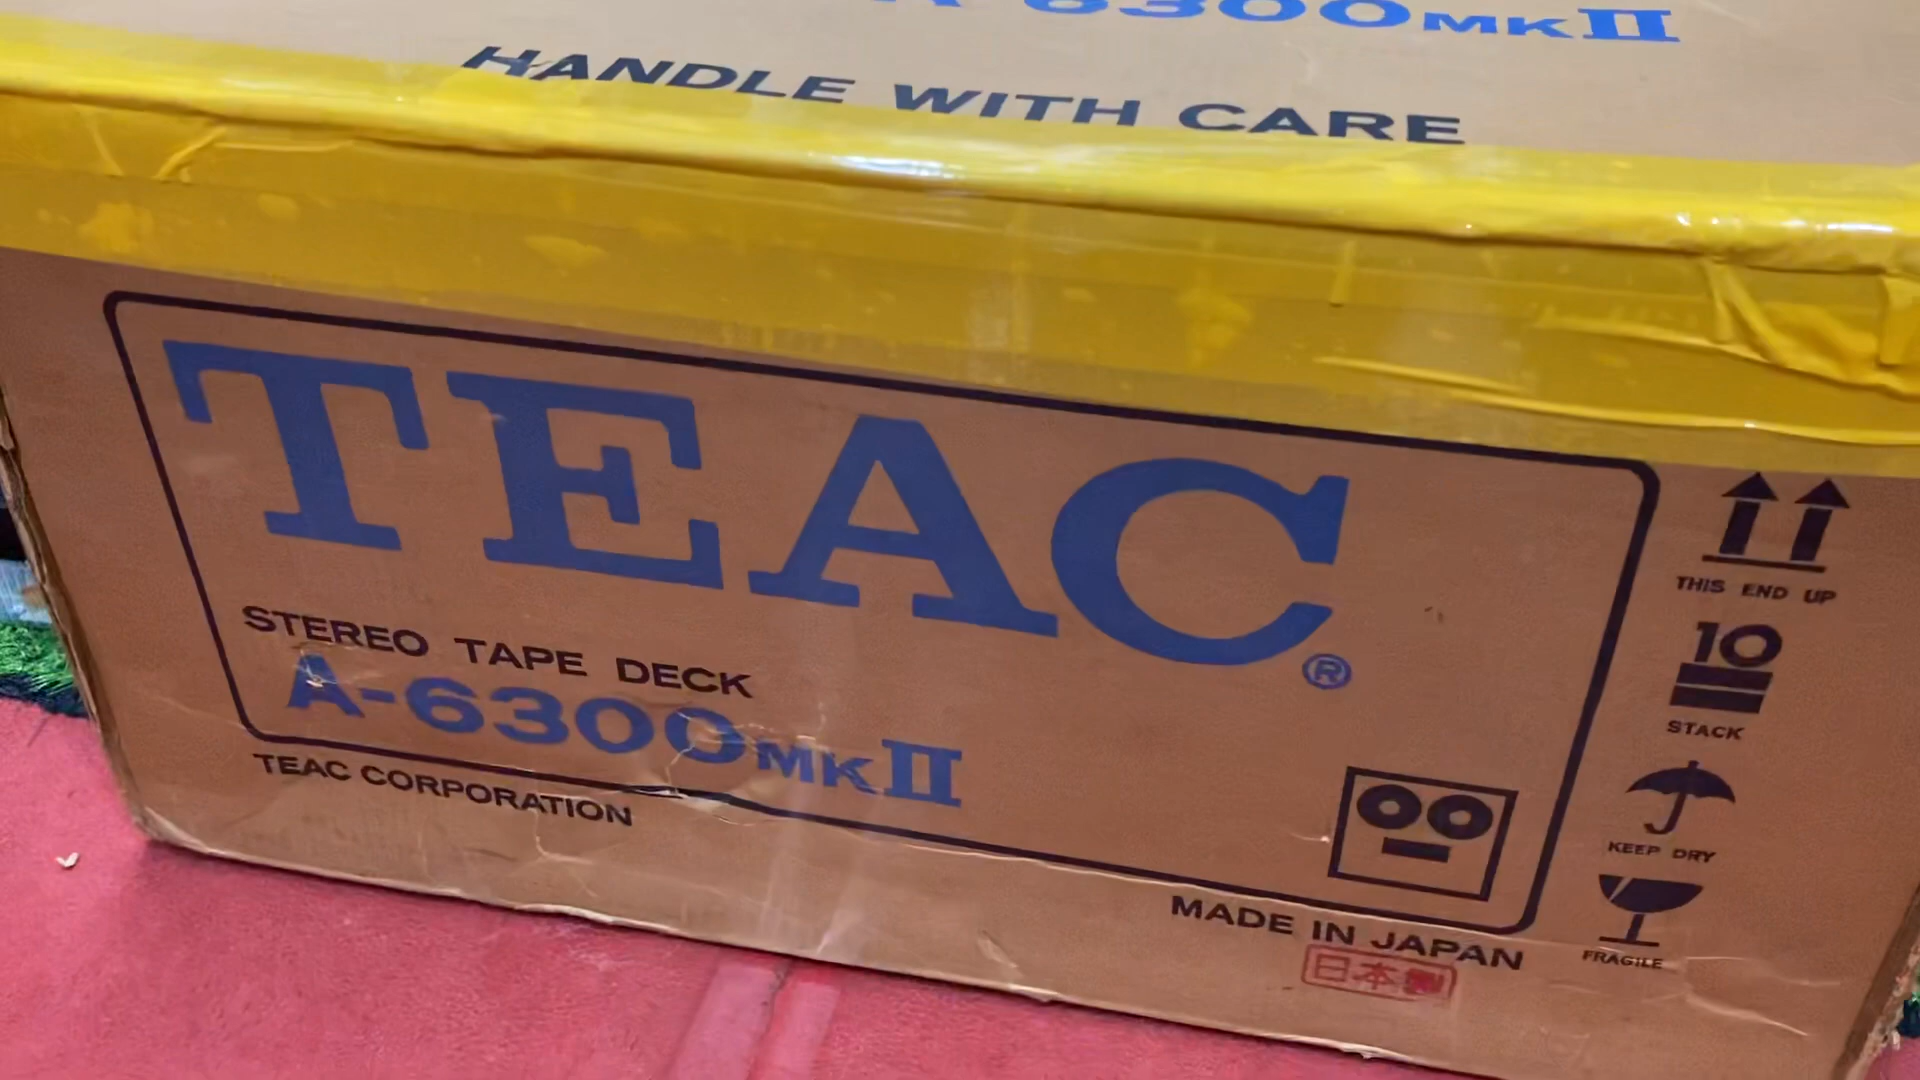 A-6300MKII
HANDLE WITH CARE
TEAC®
STEREO TAPE DECK
A-6300MKII
TEAC CORPORATION
MADE IN JAPAN
日本製
THIS END UP
10
STACK
KEEP DRY
FRAGILE